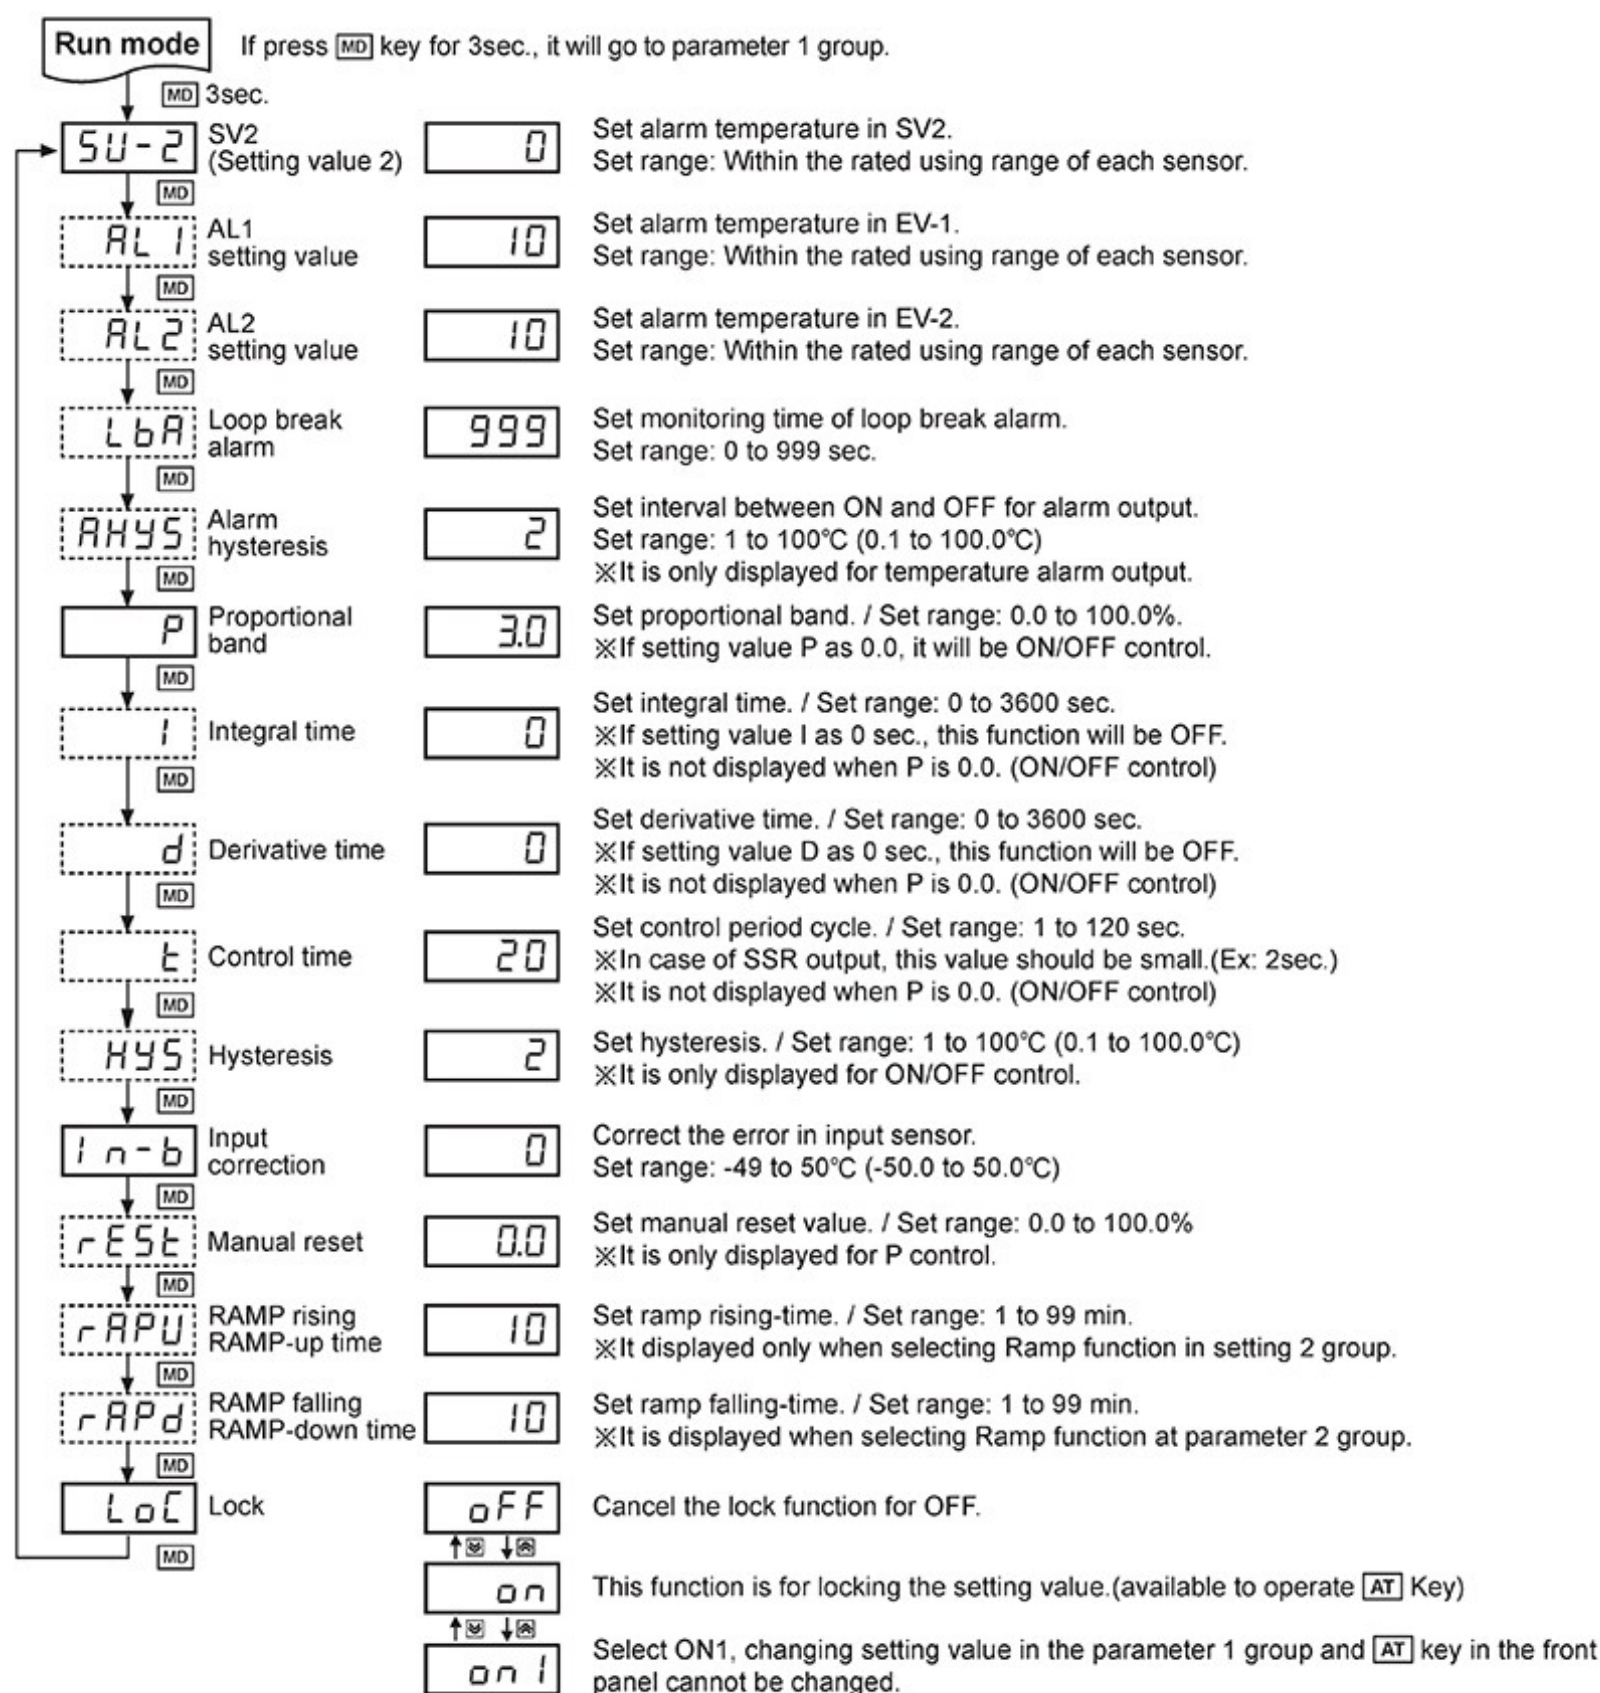 Run mode If press MD key for 3sec., it will go to parameter 1 group.
MD 3sec.
SU-2 SV2 (Setting value 2) 0 Set alarm temperature in SV2.
Set range: Within the rated using range of each sensor.
MD
AL1 AL1 setting value 10 Set alarm temperature in EV-1.
Set range: Within the rated using range of each sensor.
MD
AL2 AL2 setting value 10 Set alarm temperature in EV-2.
Set range: Within the rated using range of each sensor.
MD
LbA Loop break alarm 999 Set monitoring time of loop break alarm.
Set range: 0 to 999 sec.
MD
AHYS Alarm hysteresis 2 Set interval between ON and OFF for alarm output.
Set range: 1 to 100℃ (0.1 to 100.0℃)
※It is only displayed for temperature alarm output.
MD
P Proportional band 3.0 Set proportional band. / Set range: 0.0 to 100.0%.
※If setting value P as 0.0, it will be ON/OFF control.
MD
I Integral time 0 Set integral time. / Set range: 0 to 3600 sec.
※If setting value I as 0 sec., this function will be OFF.
※It is not displayed when P is 0.0. (ON/OFF control)
MD
d Derivative time 0 Set derivative time. / Set range: 0 to 3600 sec.
※If setting value D as 0 sec., this function will be OFF.
※It is not displayed when P is 0.0. (ON/OFF control)
MD
t Control time 20 Set control period cycle. / Set range: 1 to 120 sec.
※In case of SSR output, this value should be small.(Ex: 2sec.)
※It is not displayed when P is 0.0. (ON/OFF control)
MD
HYS Hysteresis 2 Set hysteresis. / Set range: 1 to 100℃ (0.1 to 100.0℃)
※It is only displayed for ON/OFF control.
MD
In-b Input correction 0 Correct the error in input sensor.
Set range: -49 to 50℃ (-50.0 to 50.0℃)
MD
rESt Manual reset 0.0 Set manual reset value. / Set range: 0.0 to 100.0%
※It is only displayed for P control.
MD
rAPU RAMP rising RAMP-up time 10 Set ramp rising-time. / Set range: 1 to 99 min.
※It displayed only when selecting Ramp function in setting 2 group.
MD
rAPd RAMP falling RAMP-down time 10 Set ramp falling-time. / Set range: 1 to 99 min.
※It is displayed when selecting Ramp function at parameter 2 group.
MD
LoC Lock oFF Cancel the lock function for OFF.
MD
on This function is for locking the setting value.(available to operate AT Key)
on1 Select ON1, changing setting value in the parameter 1 group and AT key in the front
panel cannot be changed.